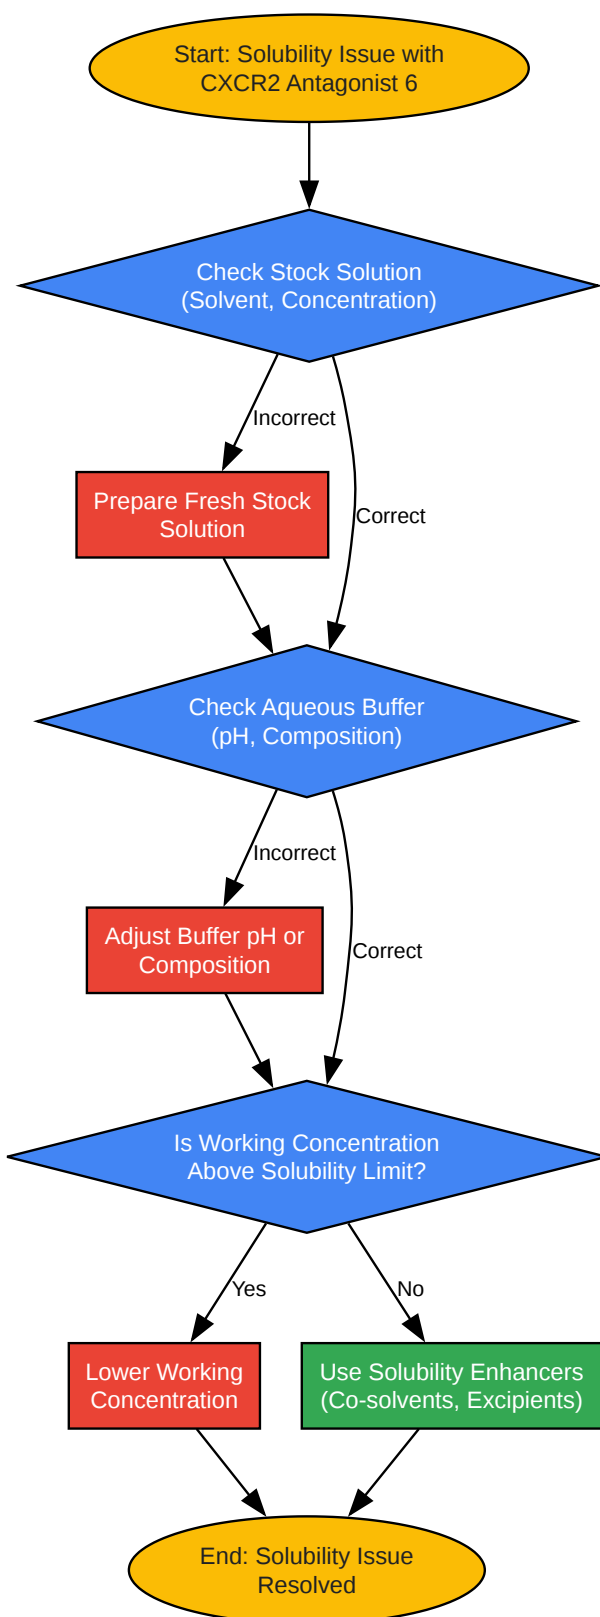 Start: Solubility Issue with
CXCR2 Antagonist 6
Check Stock Solution
(Solvent, Concentration)
Incorrect
Prepare Fresh Stock
Solution
Correct
Check Aqueous Buffer
(pH, Composition)
Incorrect
Adjust Buffer pH or
Composition
Correct
Is Working Concentration
Above Solubility Limit?
Yes
No
Lower Working
Concentration
Use Solubility Enhancers
(Co-solvents, Excipients)
End: Solubility Issue
Resolved